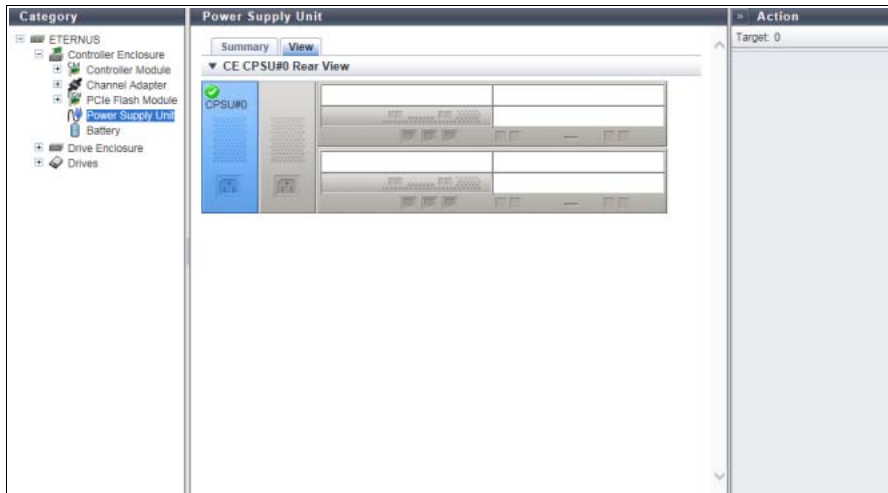 Category
ETERNUS
Controller Enclosure
Controller Module
Channel Adapter
PCIe Flash Module
Power Supply Unit
Battery
Drive Enclosure
Drives
Power Supply Unit
Summary View
▼ CE CPSU#0 Rear View
CPSU#0
» Action
Target: 0